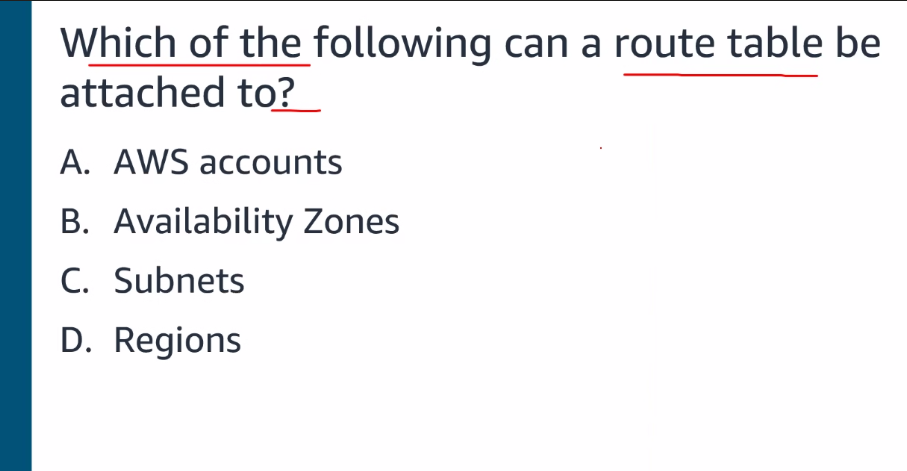 Which of the following can a route table be
attached to?
A. AWS accounts
B. Availability Zones
C. Subnets
D. Regions